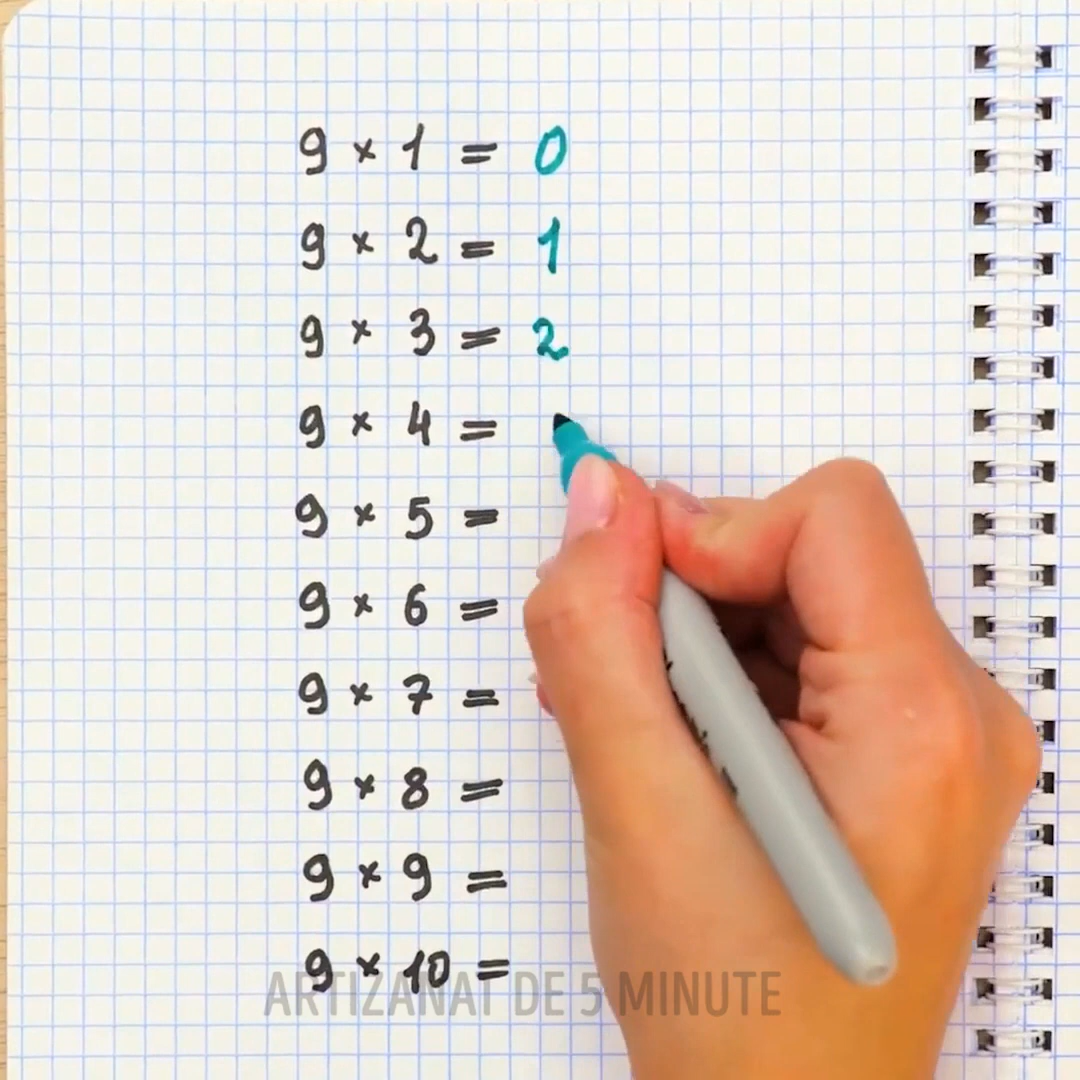 9 × 1 = 0
9 × 2 = 1
9 × 3 = 2
9 × 4 =
9 × 5 =
9 × 6 =
9 × 7 =
9 × 8 =
9 × 9 =
9 × 10 =
ARTIZANAT DE 5 MINUTE